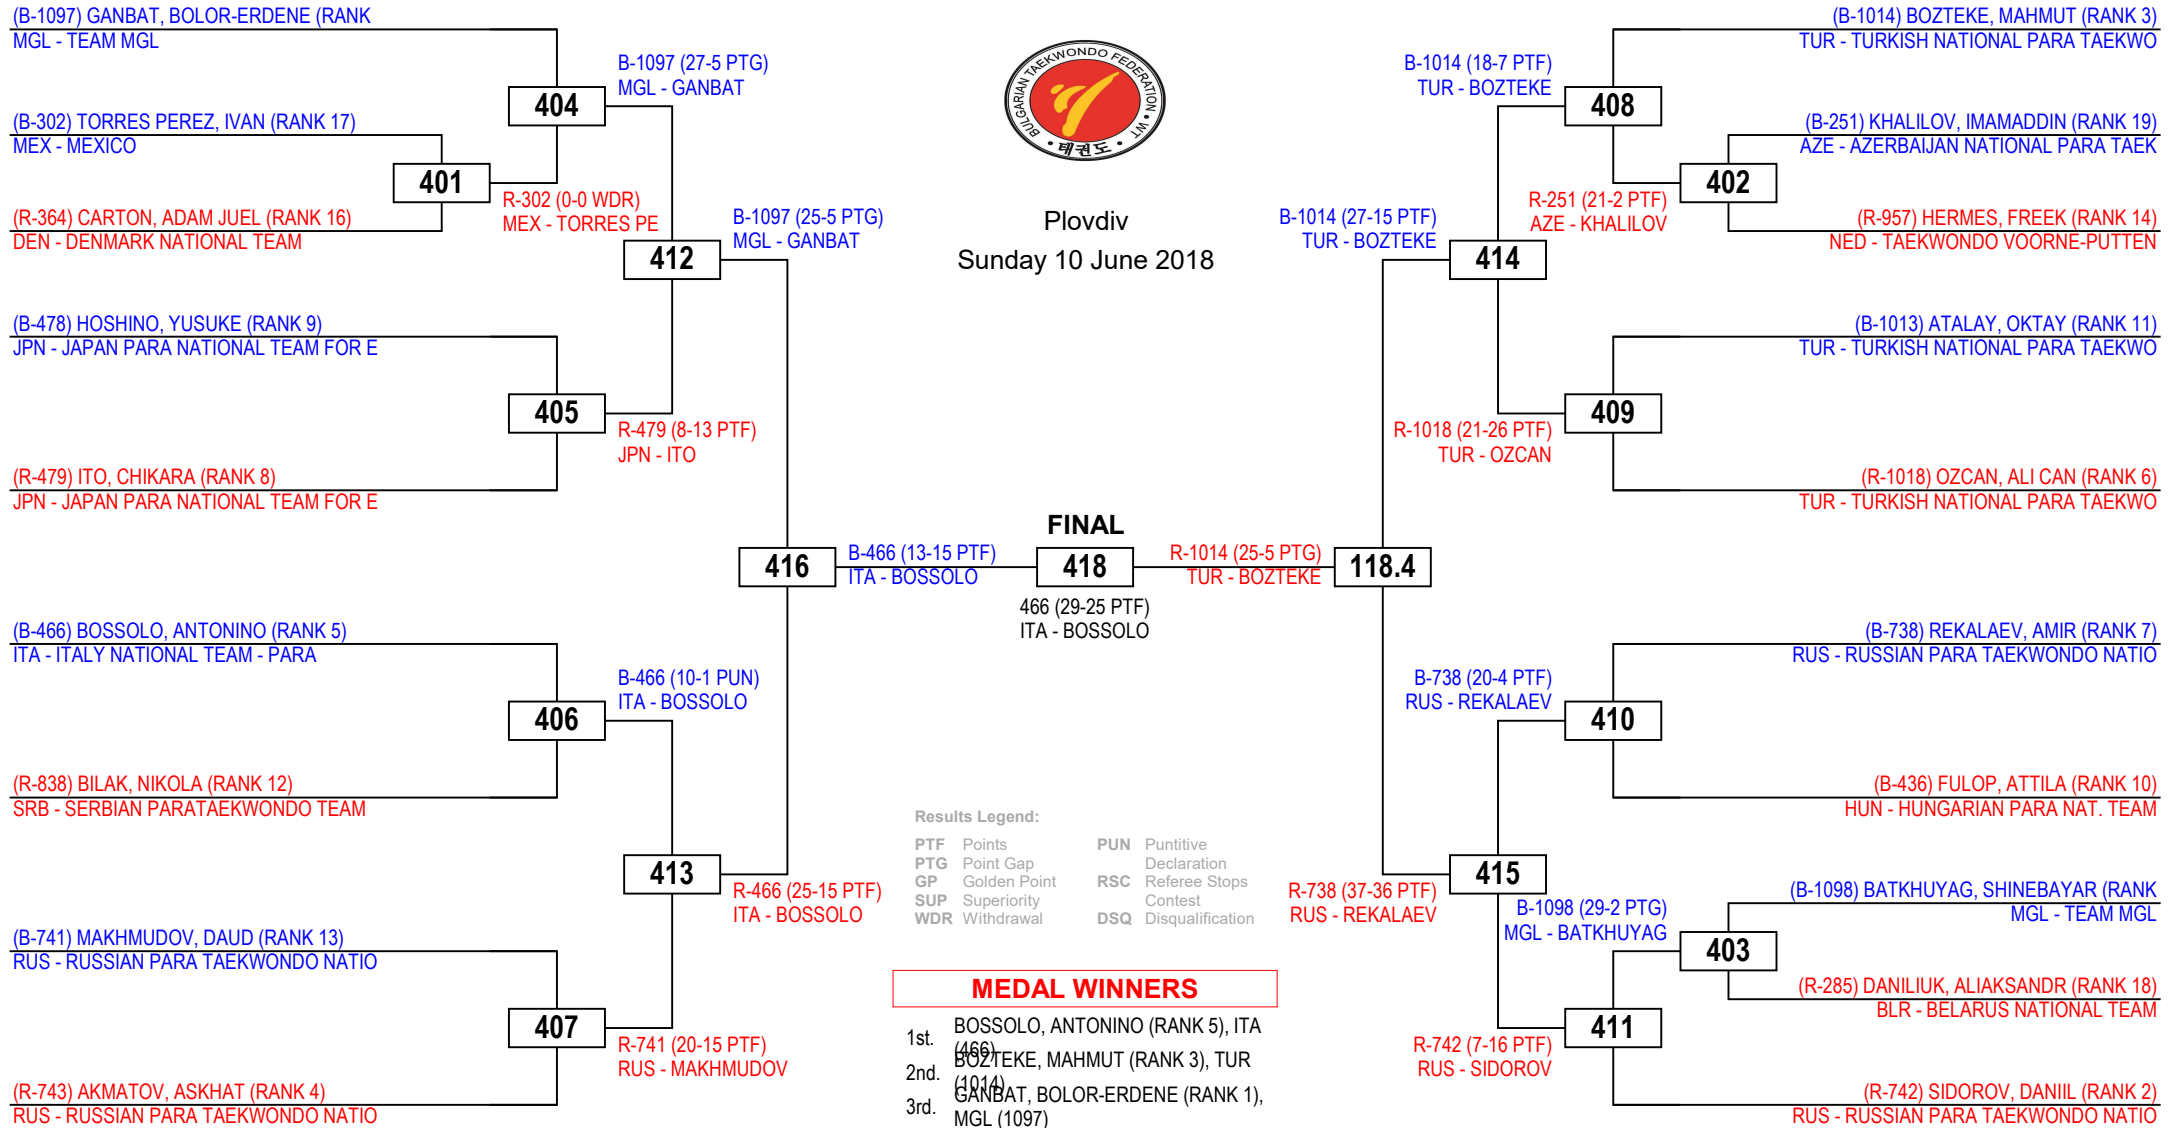 (B-1097) GANBAT, BOLOR-ERDENE (RANK
MGL - TEAM MGL
(B-302) TORRES PEREZ, IVAN (RANK 17)
MEX - MEXICO
(R-364) CARTON, ADAM JUEL (RANK 16)
DEN - DENMARK NATIONAL TEAM
(B-478) HOSHINO, YUSUKE (RANK 9)
JPN - JAPAN PARA NATIONAL TEAM FOR E
(R-479) ITO, CHIKARA (RANK 8)
JPN - JAPAN PARA NATIONAL TEAM FOR E
(B-466) BOSSOLO, ANTONINO (RANK 5)
ITA - ITALY NATIONAL TEAM - PARA
(R-838) BILAK, NIKOLA (RANK 12)
SRB - SERBIAN PARATAEKWONDO TEAM
(B-741) MAKHMUDOV, DAUD (RANK 13)
RUS - RUSSIAN PARA TAEKWONDO NATIO
(R-743) AKMATOV, ASKHAT (RANK 4)
RUS - RUSSIAN PARA TAEKWONDO NATIO
401
R-302 (0-0 WDR)
MEX - TORRES PE
404
B-1097 (27-5 PTG)
MGL - GANBAT
405
R-479 (8-13 PTF)
JPN - ITO
406
B-466 (10-1 PUN)
ITA - BOSSOLO
407
R-741 (20-15 PTF)
RUS - MAKHMUDOV
412
B-1097 (25-5 PTG)
MGL - GANBAT
413
R-466 (25-15 PTF)
ITA - BOSSOLO
416
B-466 (13-15 PTF)
ITA - BOSSOLO
BULGARIAN TAEKWONDO FEDERATION • WT
• 태권도 •
Plovdiv
Sunday 10 June 2018
FINAL
418
466 (29-25 PTF)
ITA - BOSSOLO
R-1014 (25-5 PTG)
TUR - BOZTEKE
118.4
B-1014 (27-15 PTF)
TUR - BOZTEKE
414
R-738 (37-36 PTF)
RUS - REKALAEV
415
B-1014 (18-7 PTF)
TUR - BOZTEKE
408
R-251 (21-2 PTF)
AZE - KHALILOV
402
R-1018 (21-26 PTF)
TUR - OZCAN
409
B-738 (20-4 PTF)
RUS - REKALAEV
410
B-1098 (29-2 PTG)
MGL - BATKHUYAG
403
R-742 (7-16 PTF)
RUS - SIDOROV
411
(B-1014) BOZTEKE, MAHMUT (RANK 3)
TUR - TURKISH NATIONAL PARA TAEKWO
(B-251) KHALILOV, IMAMADDIN (RANK 19)
AZE - AZERBAIJAN NATIONAL PARA TAEK
(R-957) HERMES, FREEK (RANK 14)
NED - TAEKWONDO VOORNE-PUTTEN
(B-1013) ATALAY, OKTAY (RANK 11)
TUR - TURKISH NATIONAL PARA TAEKWO
(R-1018) OZCAN, ALI CAN (RANK 6)
TUR - TURKISH NATIONAL PARA TAEKWO
(B-738) REKALAEV, AMIR (RANK 7)
RUS - RUSSIAN PARA TAEKWONDO NATIO
(B-436) FULOP, ATTILA (RANK 10)
HUN - HUNGARIAN PARA NAT. TEAM
(B-1098) BATKHUYAG, SHINEBAYAR (RANK
MGL - TEAM MGL
(R-285) DANILIUK, ALIAKSANDR (RANK 18)
BLR - BELARUS NATIONAL TEAM
(R-742) SIDOROV, DANIIL (RANK 2)
RUS - RUSSIAN PARA TAEKWONDO NATIO
Results Legend:
PTF Points
PTG Point Gap
GP Golden Point
SUP Superiority
WDR Withdrawal
PUN Puntitive
Declaration
RSC Referee Stops
Contest
DSQ Disqualification
MEDAL WINNERS
1st. BOSSOLO, ANTONINO (RANK 5), ITA
(466)
2nd. BOZTEKE, MAHMUT (RANK 3), TUR
(1014)
3rd. GANBAT, BOLOR-ERDENE (RANK 1),
MGL (1097)